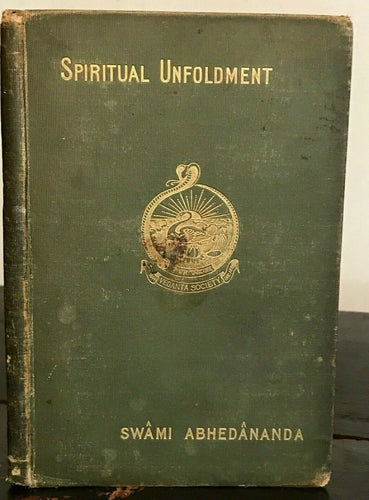 SPIRITUAL UNFOLDMENT
VEDANTA SOCIETY
SWÂMI ABHEDÂNANDA